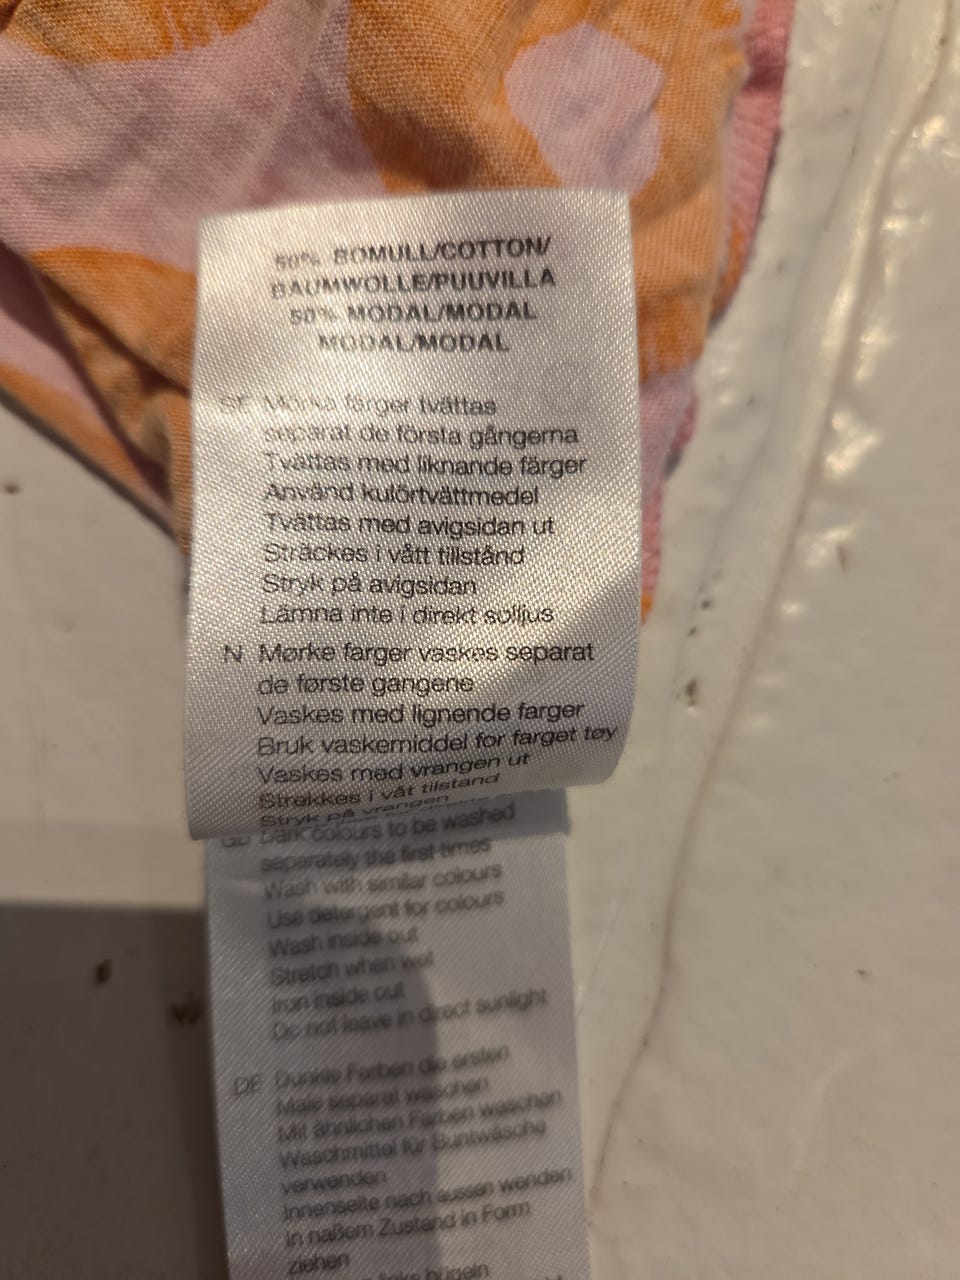 50% BOMULL/COTTON/
BAUMWOLLE/PUUVILLA
50% MODAL/MODAL
MODAL/MODAL
SE Mörka färger tvättas
separat de första gångerna
Tvättas med liknande färger
Använd kulörtvättmedel
Tvättas med avigsidan ut
Sträckes i vått tillstånd
Stryk på avigsidan
Lämna inte i direkt solljus
N Mørke farger vaskes separat
de første gangene
Vaskes med lignende farger
Bruk vaskemiddel for farget tøy
Vaskes med vrangen ut
Strekkes i våt tilstand
Stryk på vrangen
GB Dark colours to be washed
separately the first times
Wash with similar colours
Use detergent for colours
Wash inside out
Stretch when wet
Iron inside out
Do not leave in direct sunlight
DE Dunkle Farben die ersten
Male separat waschen
Mit ähnlichen Farben waschen
Waschmittel für Buntwäsche
verwenden
Innenseite nach aussen wenden
In naßem Zustand in Form
ziehen
links bügeln